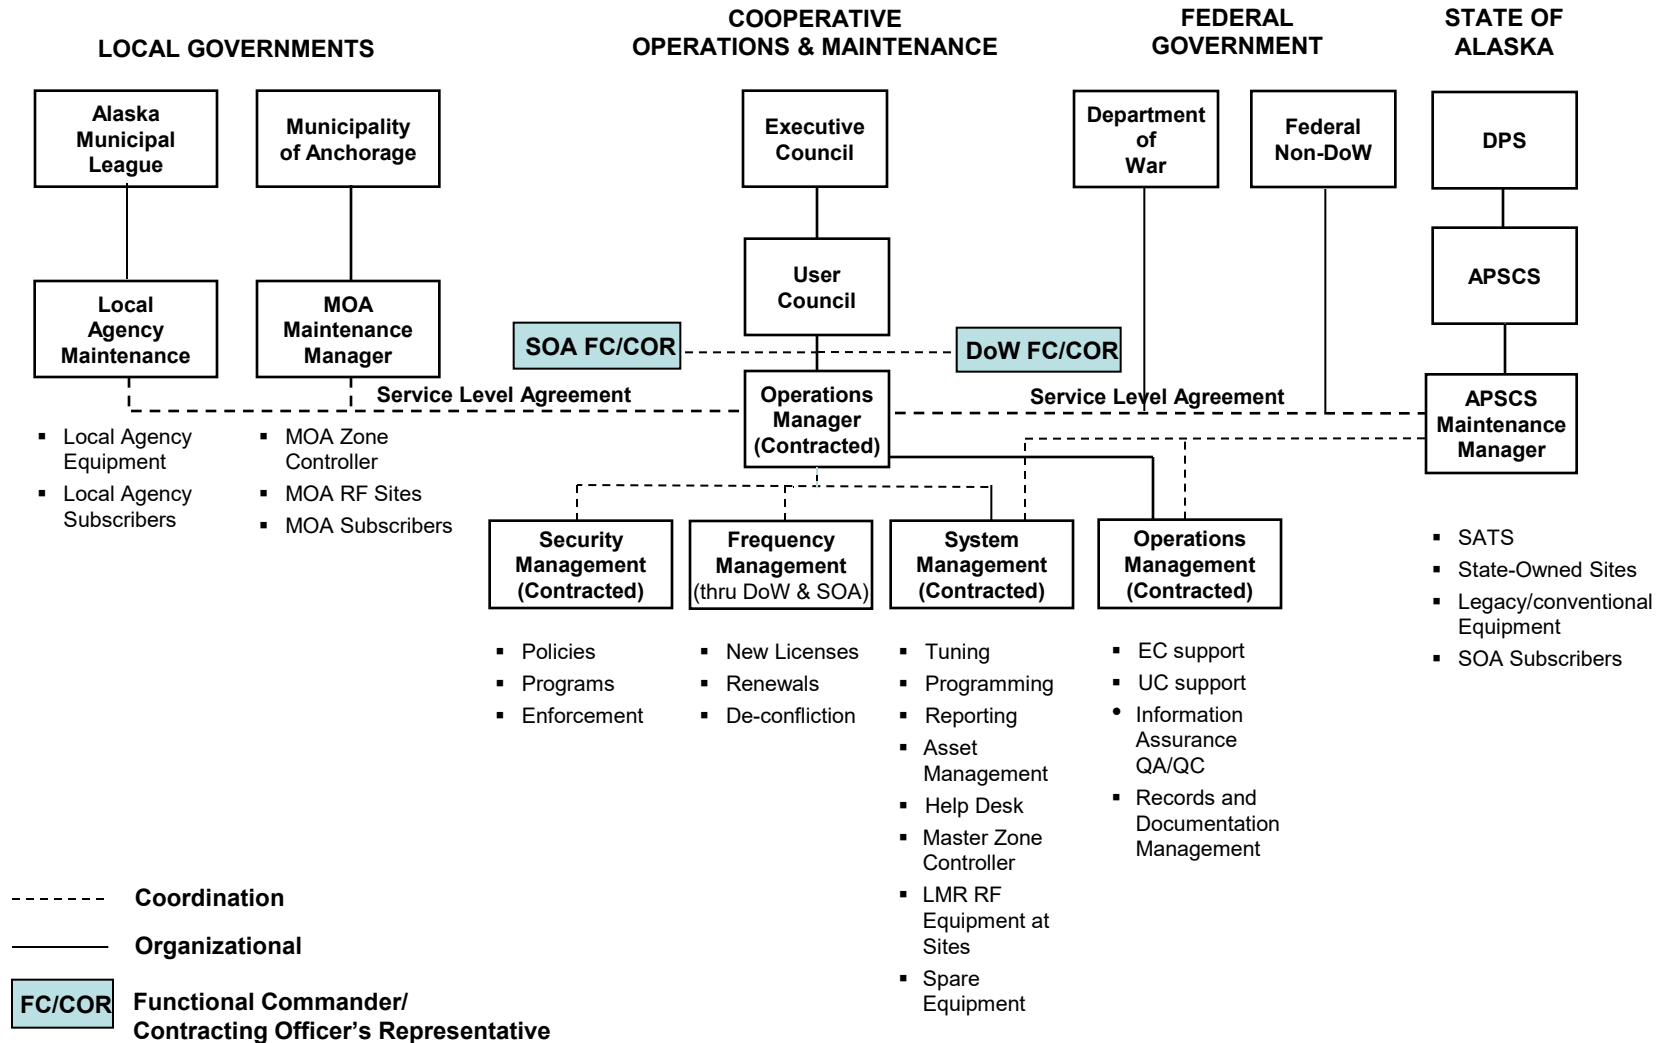 LOCAL GOVERNMENTS
COOPERATIVE
OPERATIONS & MAINTENANCE
FEDERAL
GOVERNMENT
STATE OF
ALASKA
Alaska
Municipal
League
Municipality
of Anchorage
Executive
Council
Department
of
War
Federal
Non-DoW
DPS
User
Council
APSCS
Local
Agency
Maintenance
MOA
Maintenance
Manager
SOA FC/COR
DoW FC/COR
Service Level Agreement
Operations
Manager
(Contracted)
Service Level Agreement
APSCS
Maintenance
Manager
▪ Local Agency
Equipment
▪ Local Agency
Subscribers
▪ MOA Zone
Controller
▪ MOA RF Sites
▪ MOA Subscribers
Security
Management
(Contracted)
Frequency
Management
(thru DoW & SOA)
System
Management
(Contracted)
Operations
Management
(Contracted)
▪ SATS
▪ State-Owned Sites
▪ Legacy/conventional
Equipment
▪ SOA Subscribers
▪ Policies
▪ Programs
▪ Enforcement
▪ New Licenses
▪ Renewals
▪ De-confliction
▪ Tuning
▪ Programming
▪ Reporting
▪ Asset
Management
▪ Help Desk
▪ Master Zone
Controller
▪ LMR RF
Equipment at
Sites
▪ Spare
Equipment
▪ EC support
▪ UC support
• Information
Assurance
QA/QC
▪ Records and
Documentation
Management
Coordination
Organizational
FC/COR
Functional Commander/
Contracting Officer’s Representative